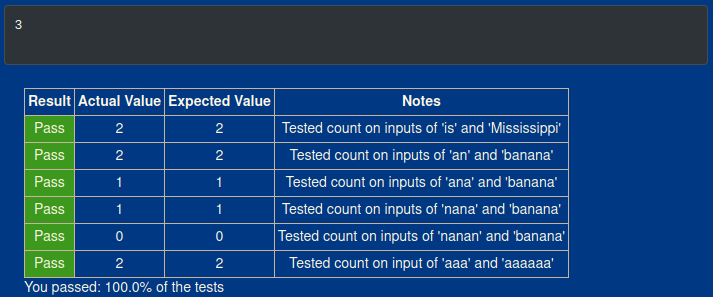 3
Result Actual Value Expected Value Notes
Pass 2 2 Tested count on inputs of 'is' and 'Mississippi'
Pass 2 2 Tested count on inputs of 'an' and 'banana'
Pass 1 1 Tested count on inputs of 'ana' and 'banana'
Pass 1 1 Tested count on inputs of 'nana' and 'banana'
Pass 0 0 Tested count on inputs of 'nanan' and 'banana'
Pass 2 2 Tested count on input of 'aaa' and 'aaaaaa'
You passed: 100.0% of the tests